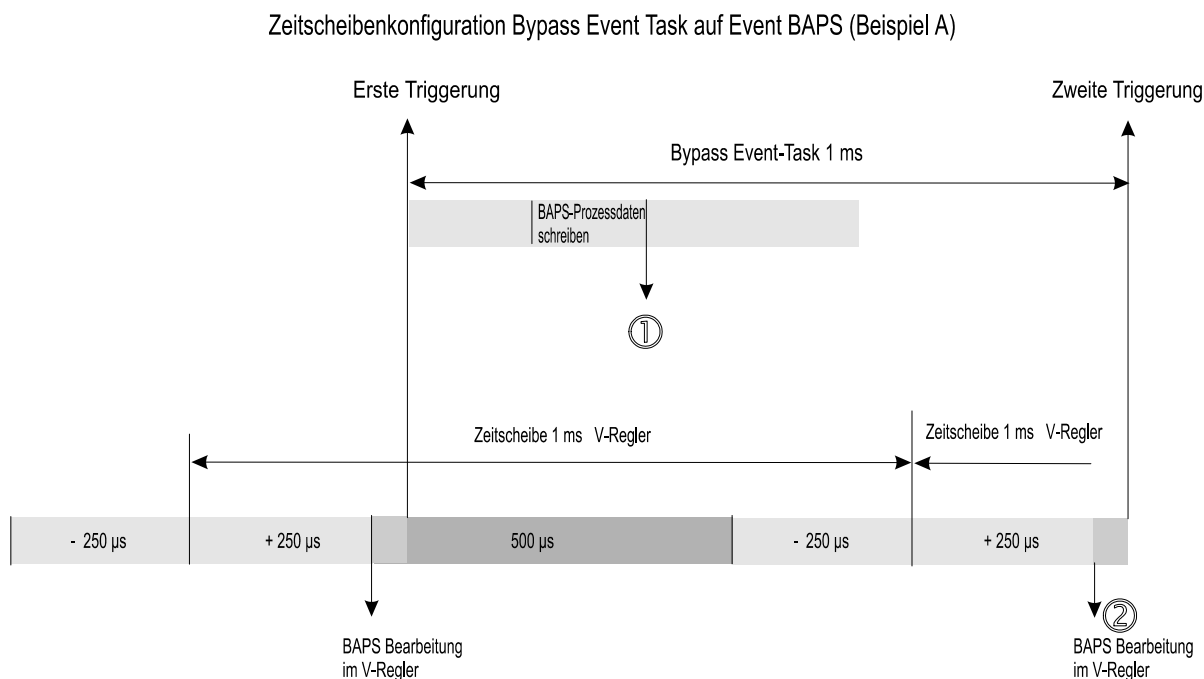 Zeitscheibenkonfiguration Bypass Event Task auf Event BAPS (Beispiel A)
Erste Triggerung
Zweite Triggerung
Bypass Event-Task 1 ms
BAPS-Prozessdaten
schreiben
①
Zeitscheibe 1 ms V-Regler
Zeitscheibe 1 ms V-Regler
- 250 µs
+ 250 µs
500 µs
- 250 µs
+ 250 µs
②
BAPS Bearbeitung
im V-Regler
BAPS Bearbeitung
im V-Regler